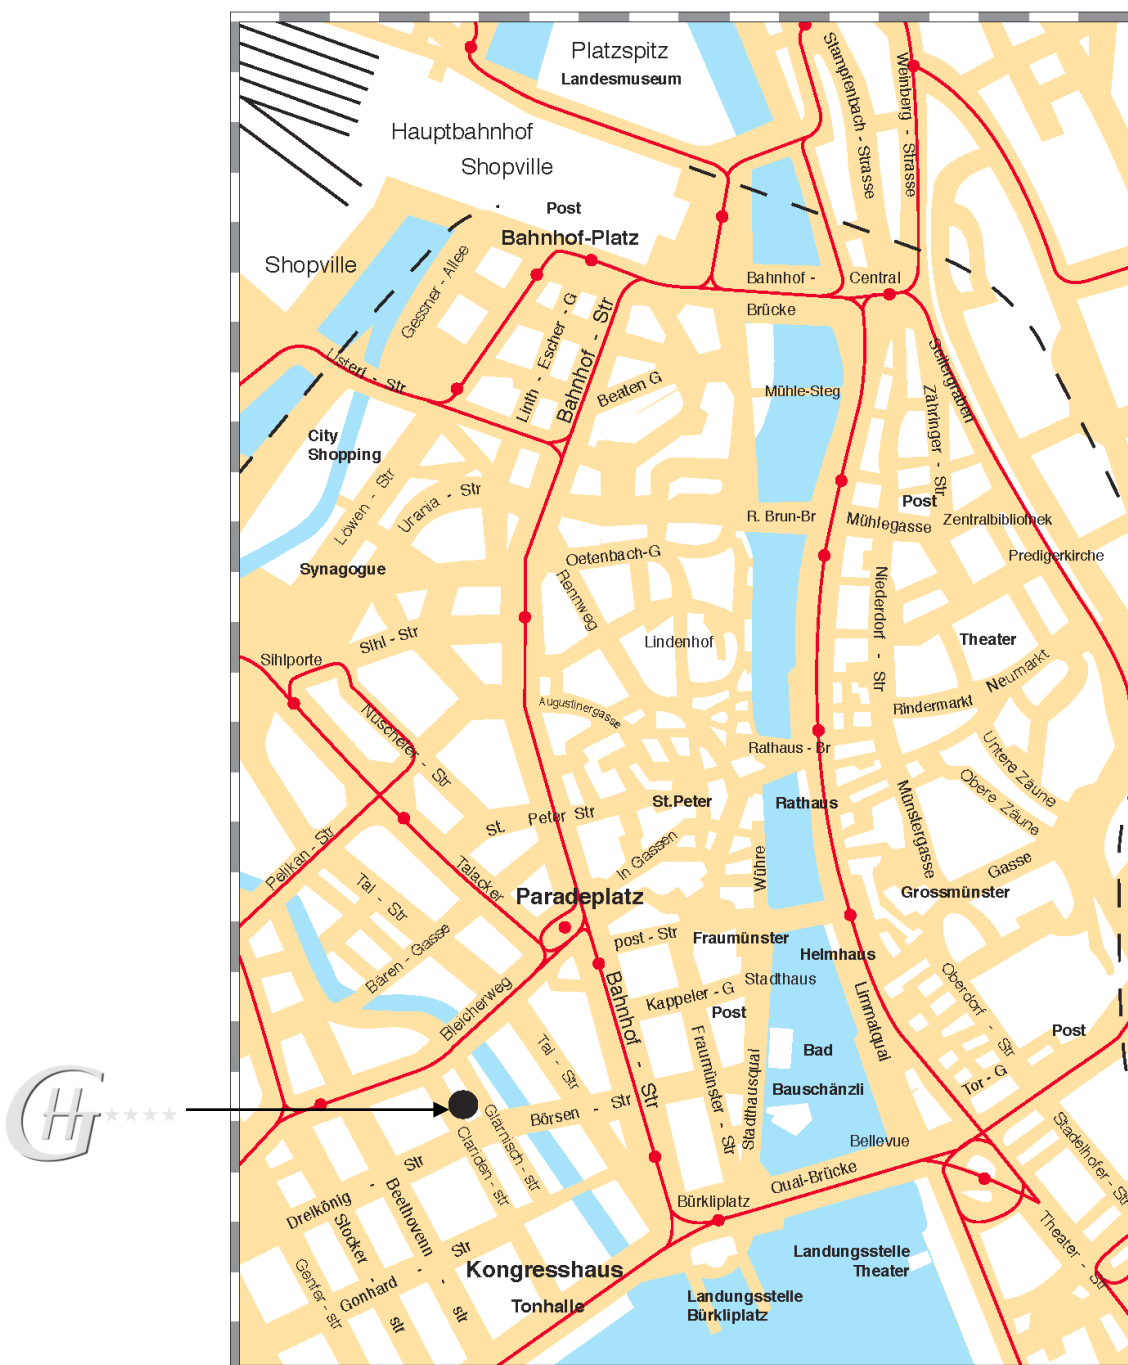 Platzspitz
Landesmuseum
Stampfenbach - Strasse
Weinberg - Strasse
Hauptbahnhof
Shopville
Post
Bahnhof-Platz
Shopville
Gessner - Allee
Bahnhof -
Central
Brücke
Linth - Escher - G
Bahnhof - Str
Usteri - Str
Beaten G
Mühle-Steg
Seilergraben
Zähringer - Str
City
Shopping
Löwen - Str
Urania - Str
Post
R. Brun-Br
Mühlegasse
Zentralbibliothek
Oetenbach-G
Predigerkirche
Synagogue
Rennweg
Niederdorf - Str
Sihl - Str
Lindenhof
Theater
Sihlporte
Neumarkt
Rindermarkt
Augustinergasse
Nüscheler - Str
Rathaus - Br
Untere Zäune
Obere Zäune
St.Peter
Rathaus
Münstergasse
St. Peter Str
In Gassen
Wühre
Pelikan - Str
Talacker
Gasse
Tal - Str
Paradeplatz
Grossmünster
Bären - Gasse
post - Str
Fraumünster
Helmhaus
Bleicherweg
Bahnhof - Str
Kappeler - G
Stadthaus
Post
Limmatquai
Oberdorf - Str
Post
Tal - Str
Fraumünster - Str
Stadthausquai
Bad
Tor - G
Bauschänzli
GH ★★★★
Glärnisch - str
Clariden - str
Börsen - Str
Bellevue
Stadelhofer - Str
Quai-Brücke
Dreikönig - Str
Beethovenn - str
Stocker - str
Bürkliplatz
Theater - Str
Genfer - str
Gonhard - Str
Kongresshaus
Landungsstelle
Theater
Tonhalle
Landungsstelle
Bürkliplatz